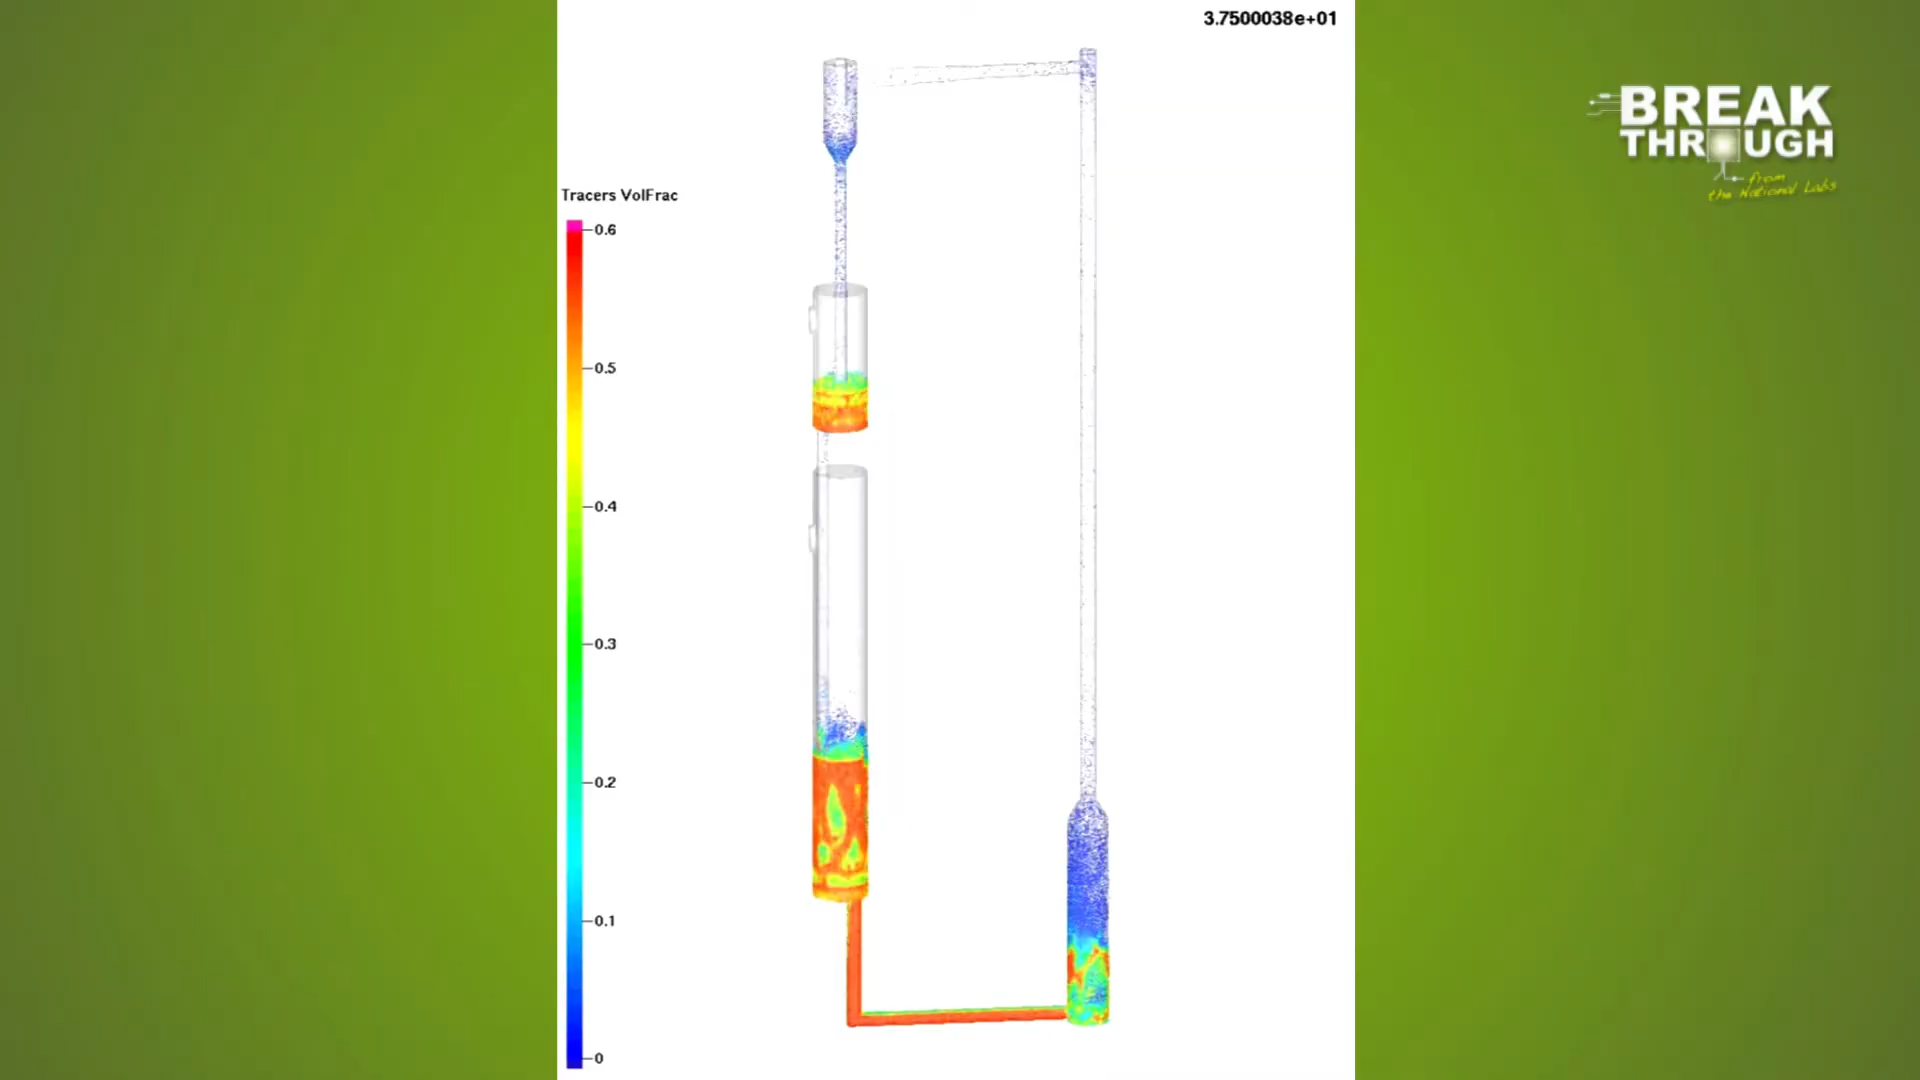 3.7500038e+01
BREAK
THROUGH
from
the National Labs
Tracers VolFrac
0.6
0.5
0.4
0.3
0.2
0.1
0